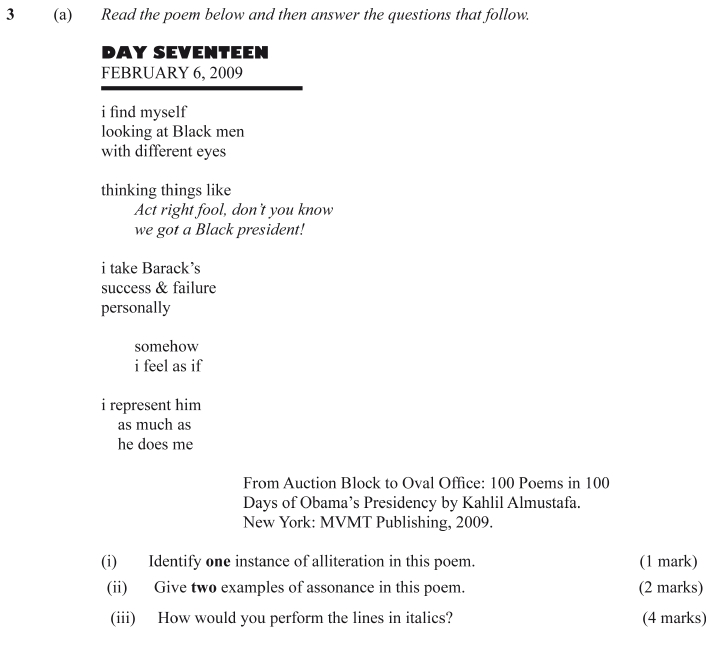 3 (a) Read the poem below and then answer the questions that follow.
DAY SEVENTEEN
FEBRUARY 6, 2009
i find myself
looking at Black men
with different eyes
thinking things like
Act right fool, don't you know
we got a Black president!
i take Barack's
success & failure
personally
somehow
i feel as if
i represent him
as much as
he does me
From Auction Block to Oval Office: 100 Poems in 100
Days of Obama's Presidency by Kahlil Almustafa.
New York: MVMT Publishing, 2009.
(i) Identify one instance of alliteration in this poem. (1 mark)
(ii) Give two examples of assonance in this poem. (2 marks)
(iii) How would you perform the lines in italics? (4 marks)